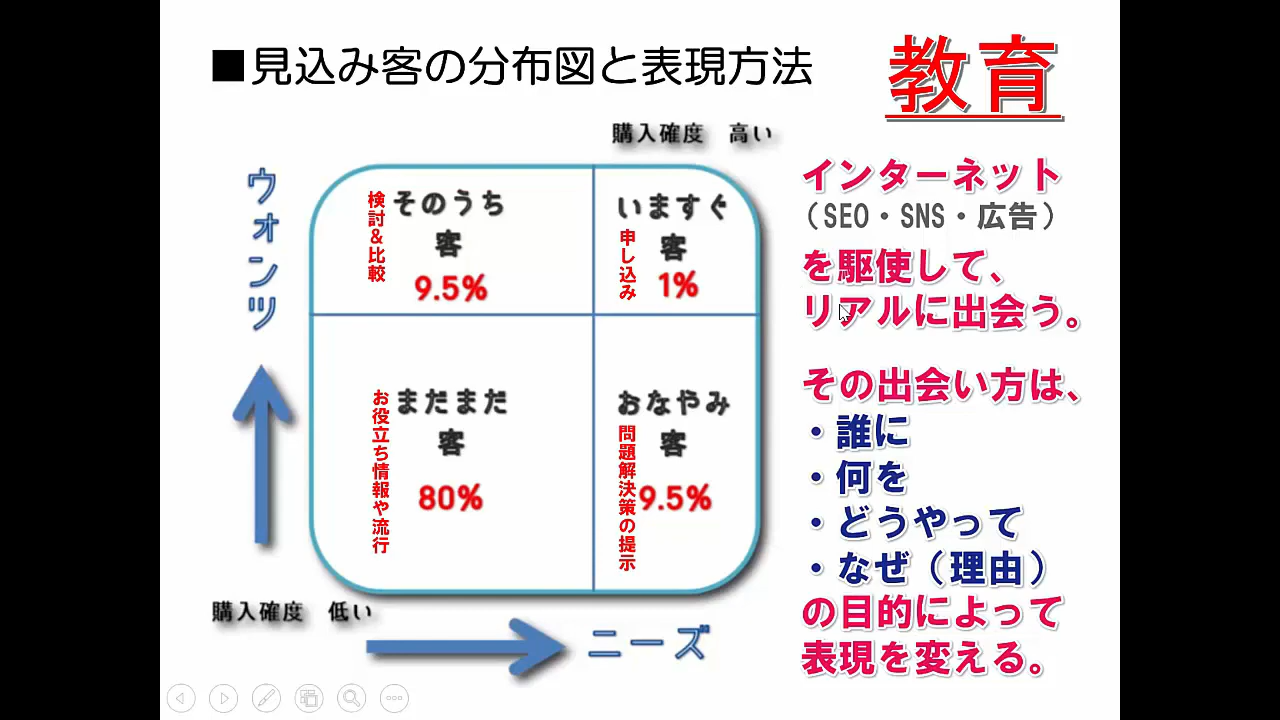 ■見込み客の分布図と表現方法
教育
購入確度　高い
ウォンツ
検討＆比較
そのうち
客
9.5%
申し込み
いますぐ
客
1%
お役立ち情報や流行
まだまだ
客
80%
問題解決策の提示
おなやみ
客
9.5%
購入確度　低い
ニーズ
インターネット
（SEO・SNS・広告）
を駆使して、
リアルに出会う。
その出会い方は、
・誰に
・何を
・どうやって
・なぜ（理由）
の目的によって
表現を変える。